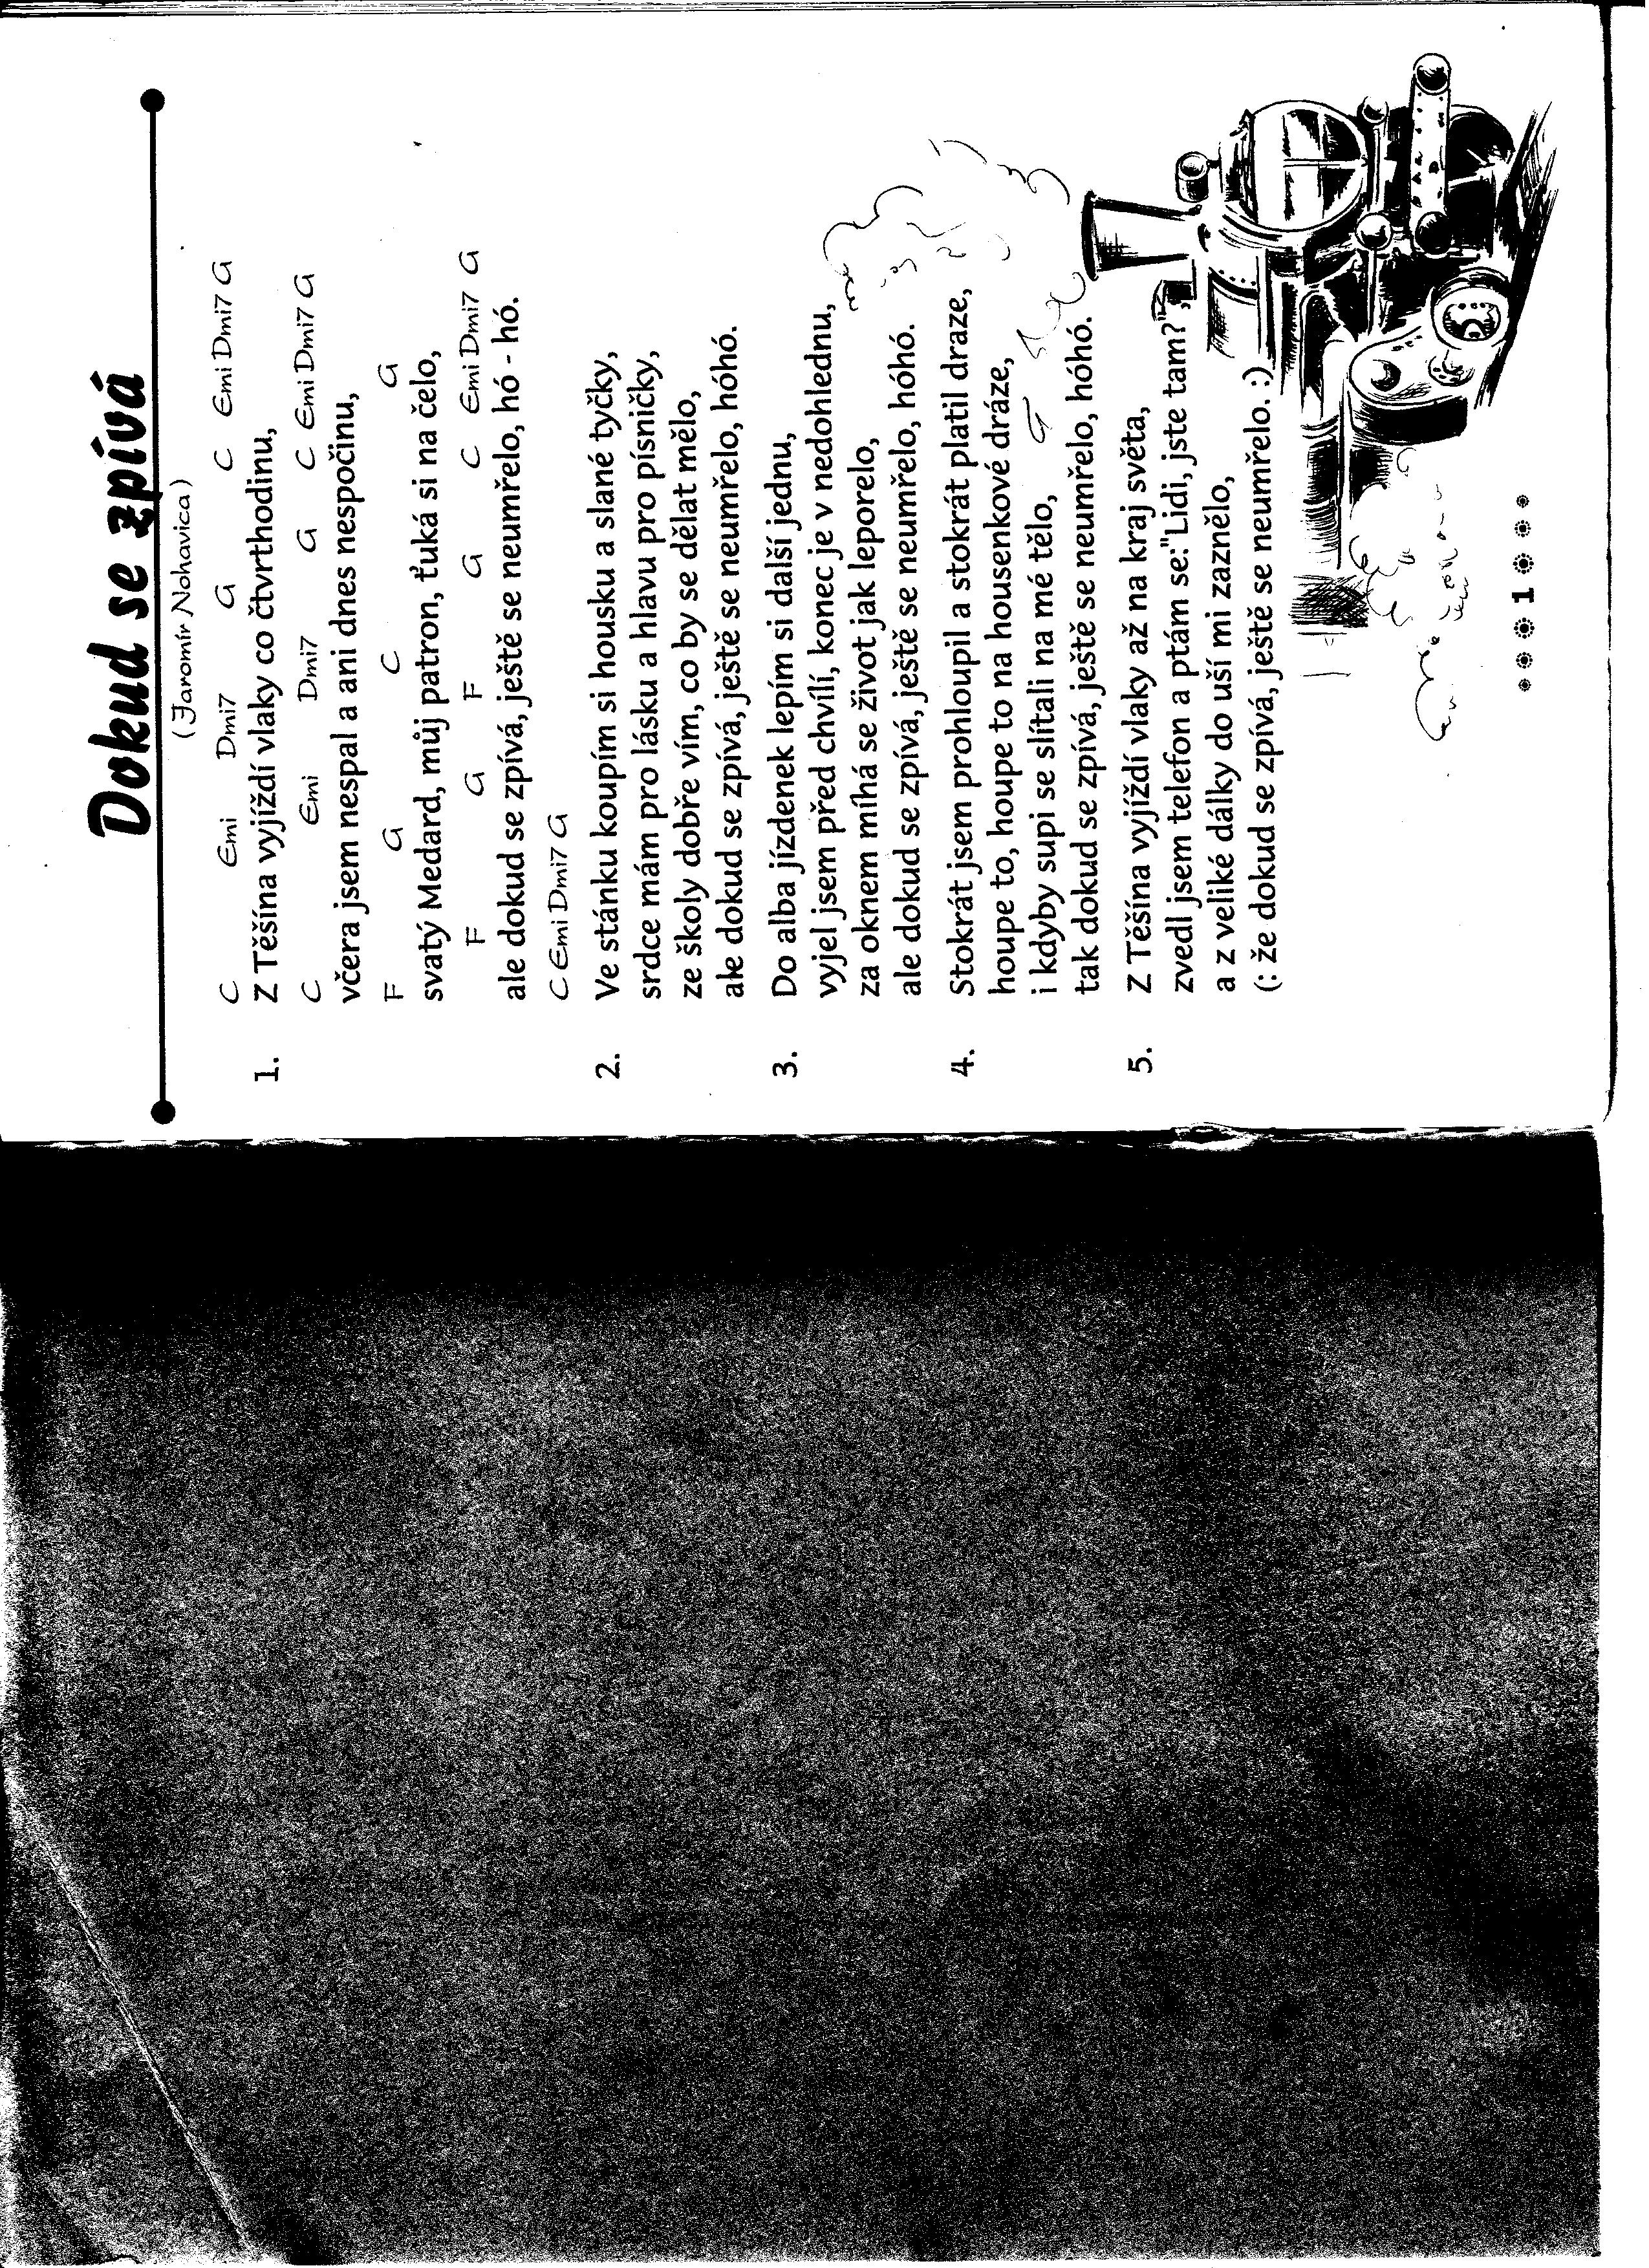 Dokud se zpívá
(Jaromír Nohavica)
C Emi Dmi7 G C Emi Dmi7 G
1. Z Těšína vyjíždí vlaky co čtvrthodinu,
C Emi Dmi7 G C Emi Dmi7 G
včera jsem nespal a ani dnes nespočinu,
F G C G
svatý Medard, můj patron, ťuká si na čelo,
F G F G C Emi Dmi7 G
ale dokud se zpívá, ještě se neumřelo, hó - hó.
C Emi Dmi7 G
2. Ve stánku koupím si housku a slané tyčky,
srdce mám pro lásku a hlavu pro písničky,
ze školy dobře vím, co by se dělat mělo,
ale dokud se zpívá, ještě se neumřelo, hóhó.
3. Do alba jízdenek lepím si další jednu,
vyjel jsem před chvílí, konec je v nedohlednu,
za oknem míhá se život jak leporelo,
ale dokud se zpívá, ještě se neumřelo, hóhó.
4. Stokrát jsem prohloupil a stokrát platil draze,
houpe to, houpe to na housenkové dráze,
i kdyby supi se slítali na mé tělo,
tak dokud se zpívá, ještě se neumřelo, hóhó.
5. Z Těšína vyjíždí vlaky až na kraj světa,
zvedl jsem telefon a ptám se:"Lidi, jste tam?",
a z veliké dálky do uší mi zaznělo,
(: že dokud se zpívá, ještě se neumřelo. :)
1